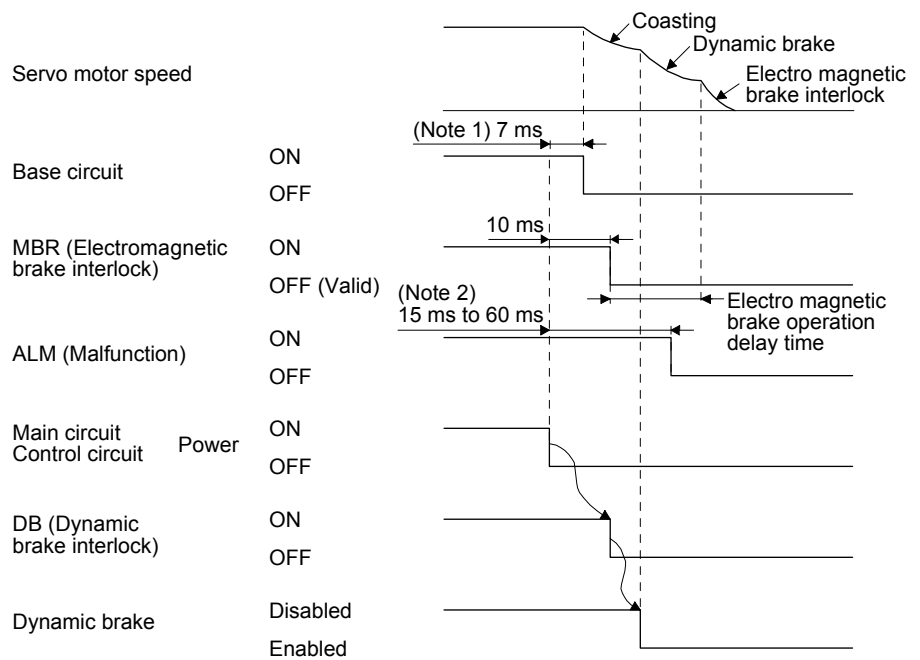 Coasting
Dynamic brake
Servo motor speed
Electro magnetic
brake interlock
(Note 1) 7 ms
Base circuit
ON
OFF
10 ms
MBR (Electromagnetic
brake interlock)
ON
OFF (Valid)
(Note 2)
15 ms to 60 ms
Electro magnetic
brake operation
delay time
ALM (Malfunction)
ON
OFF
Main circuit
Control circuit
Power
ON
OFF
DB (Dynamic
brake interlock)
ON
OFF
Dynamic brake
Disabled
Enabled